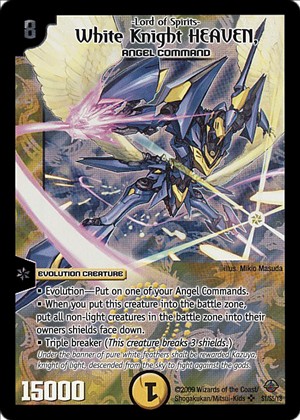 8
-Lord of Spirits-
White Knight HEAVEN,
ANGEL COMMAND
illus. Mikio Masuda
EVOLUTION CREATURE
▪ Evolution—Put on one of your Angel Commands.
▪ When you put this creature into the battle zone,
put all non-light creatures in the battle zone into their
owners shields face down.
▪ Triple breaker (This creature breaks 3 shields.)
Under the banner of pure white feathers shall be rewarded Kazuya,
knight of light, descended from the sky to fight against the gods.
15000
1
©2009 Wizards of the Coast/
Shogakukan/Mitsui-Kids